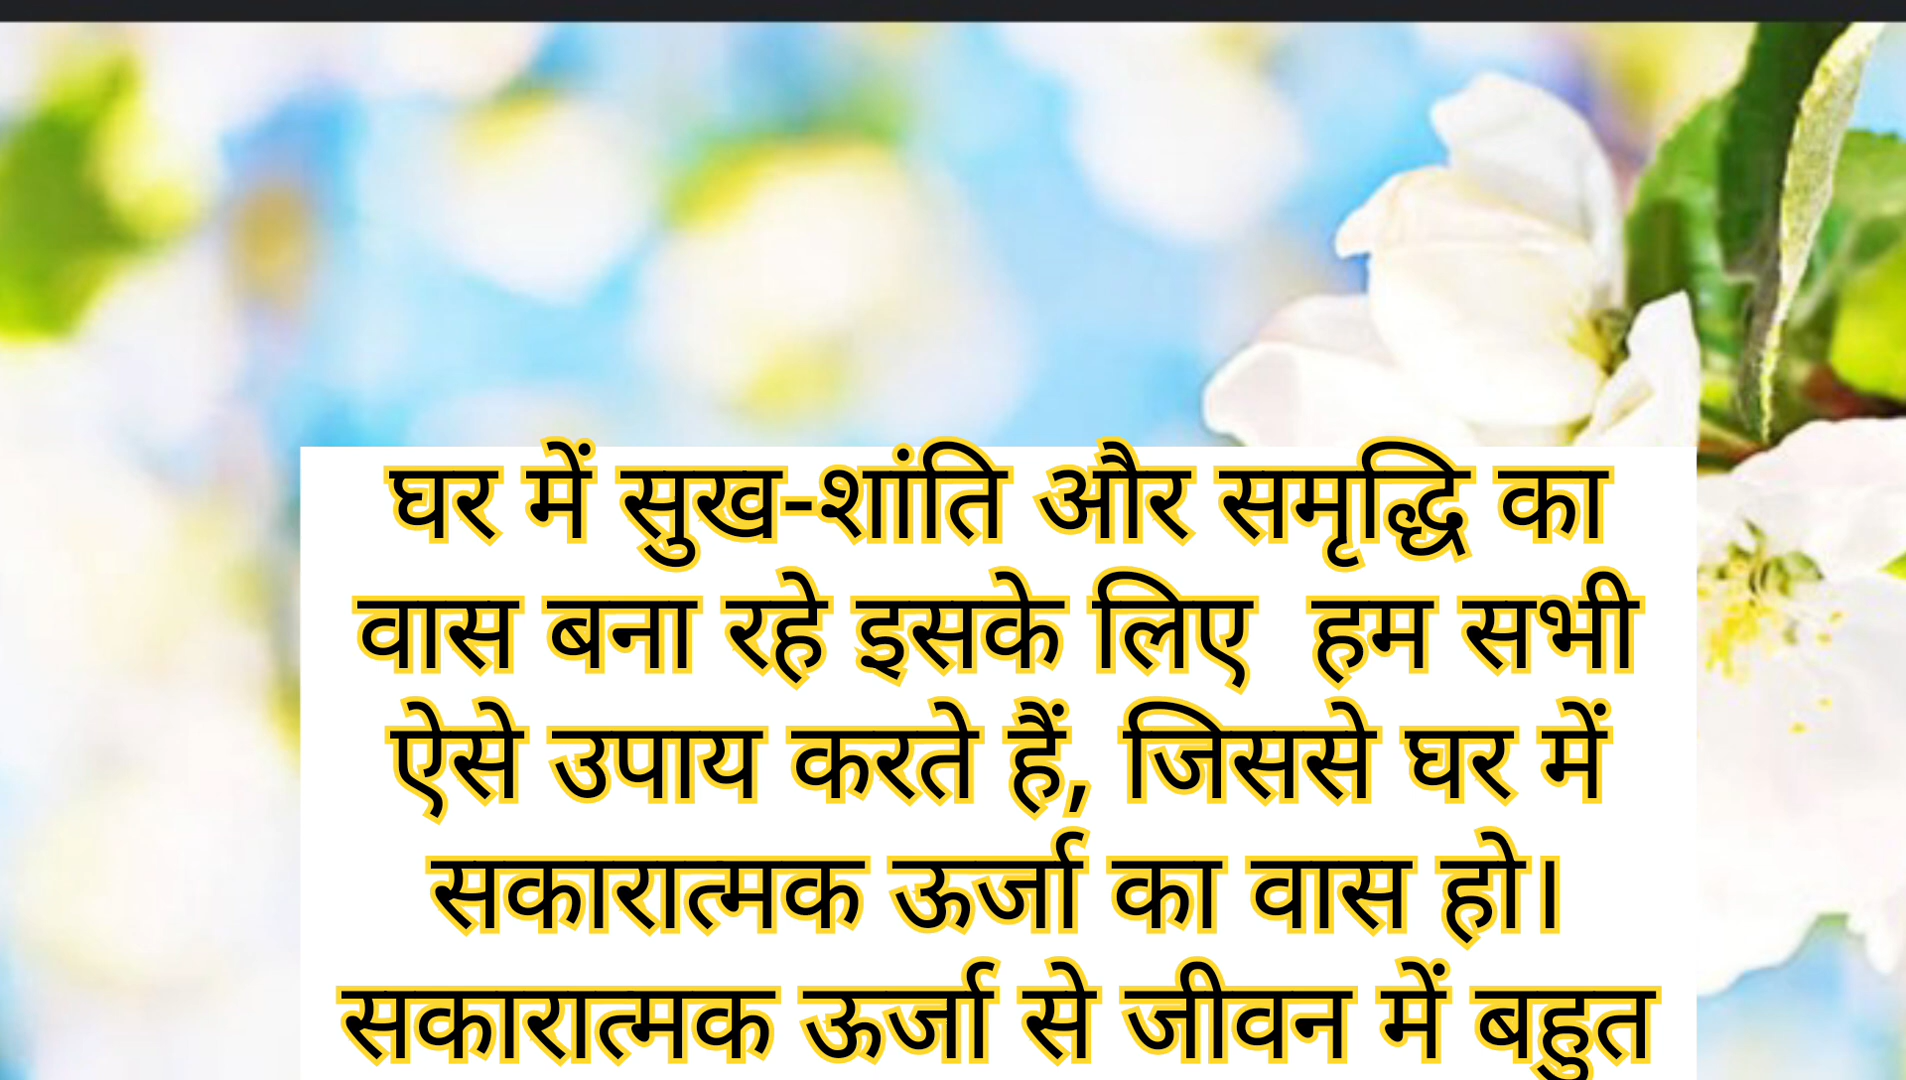 घर में सुख-शांति और समृद्धि का
वास बना रहे इसके लिए  हम सभी
ऐसे उपाय करते हैं, जिससे घर में
सकारात्मक ऊर्जा का वास हो।
सकारात्मक ऊर्जा से जीवन में बहुत